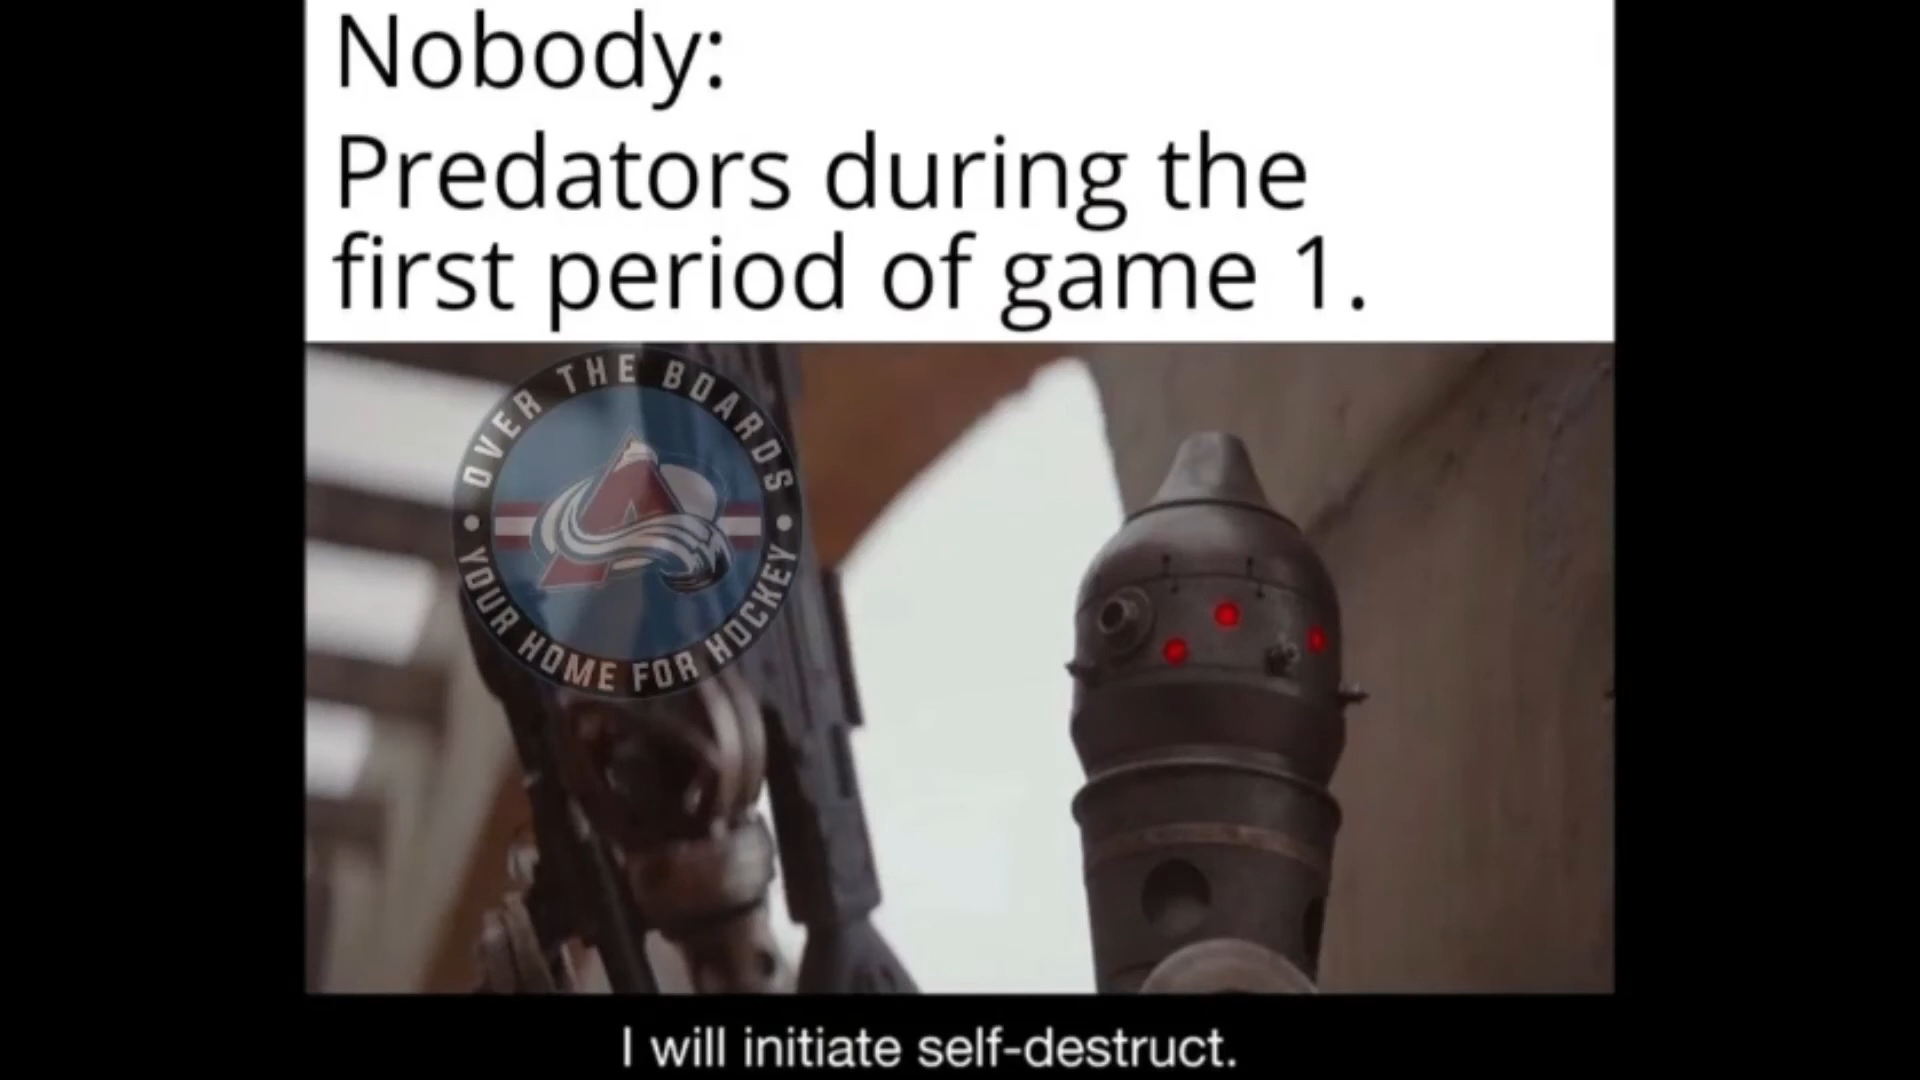 Nobody:
Predators during the
first period of game 1.
OVER THE BOARDS
YOUR HOME FOR HOCKEY
I will initiate self-destruct.